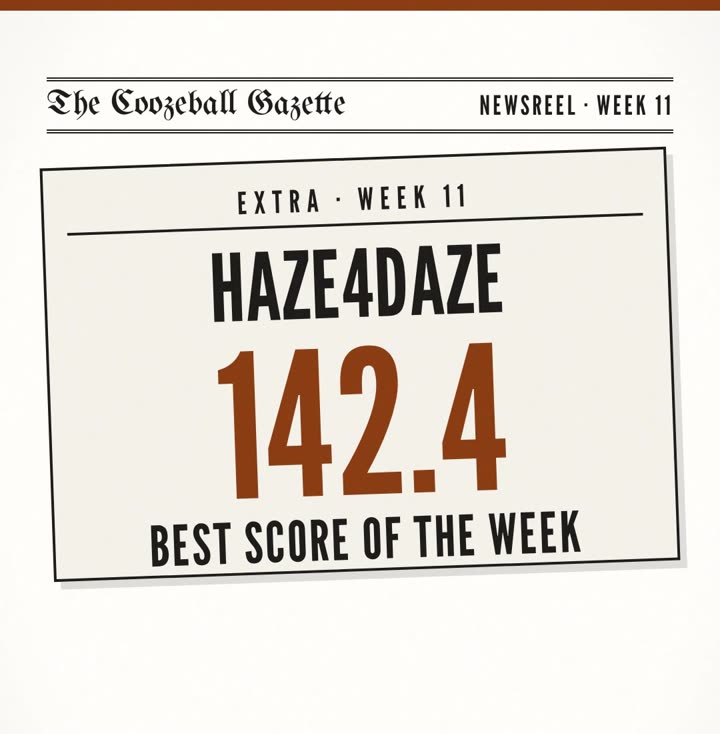 The Coozeball Gazette
NEWSREEL · WEEK 11
EXTRA · WEEK 11
HAZE4DAZE
142.4
BEST SCORE OF THE WEEK